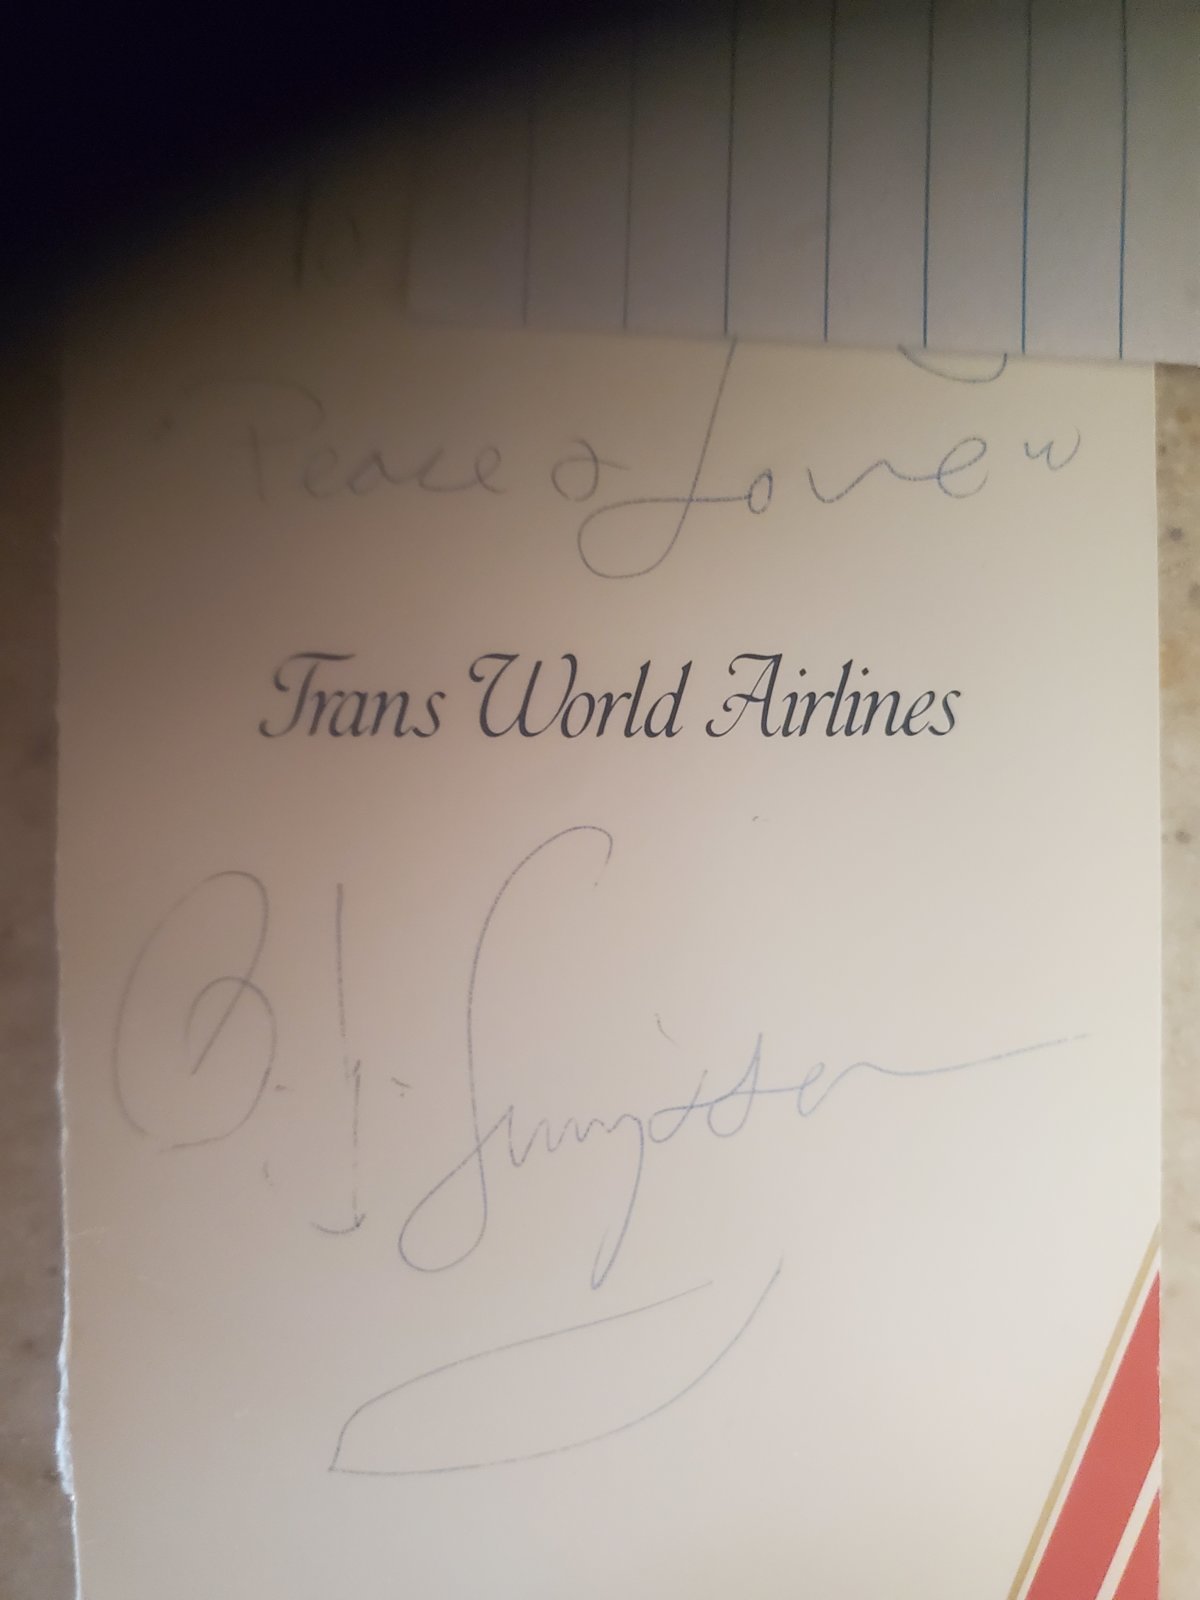 Peace & Love
Trans World Airlines
B. J.